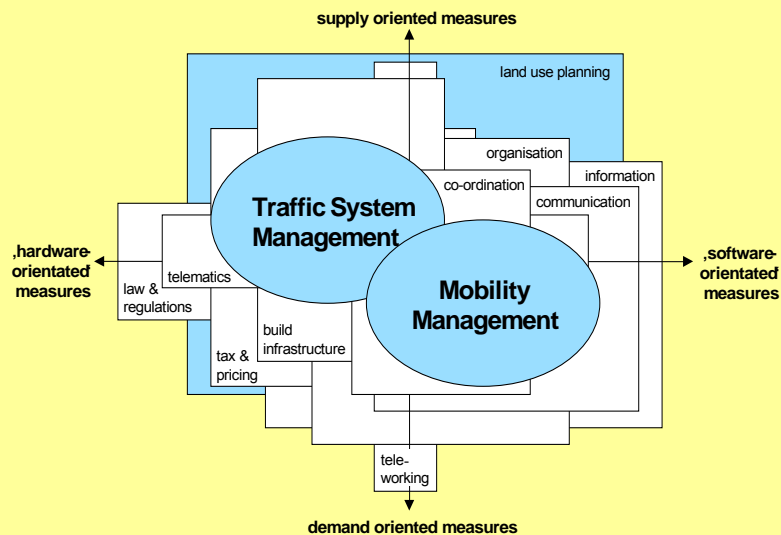 supply oriented measures
land use planning
organisation
information
co-ordination
communication
Traffic System
Management
‚hardware-
orientated‘
measures
telematics
law &
regulations
‚software-
orientated‘
measures
Mobility
Management
build
infrastructure
tax &
pricing
tele-
working
demand oriented measures